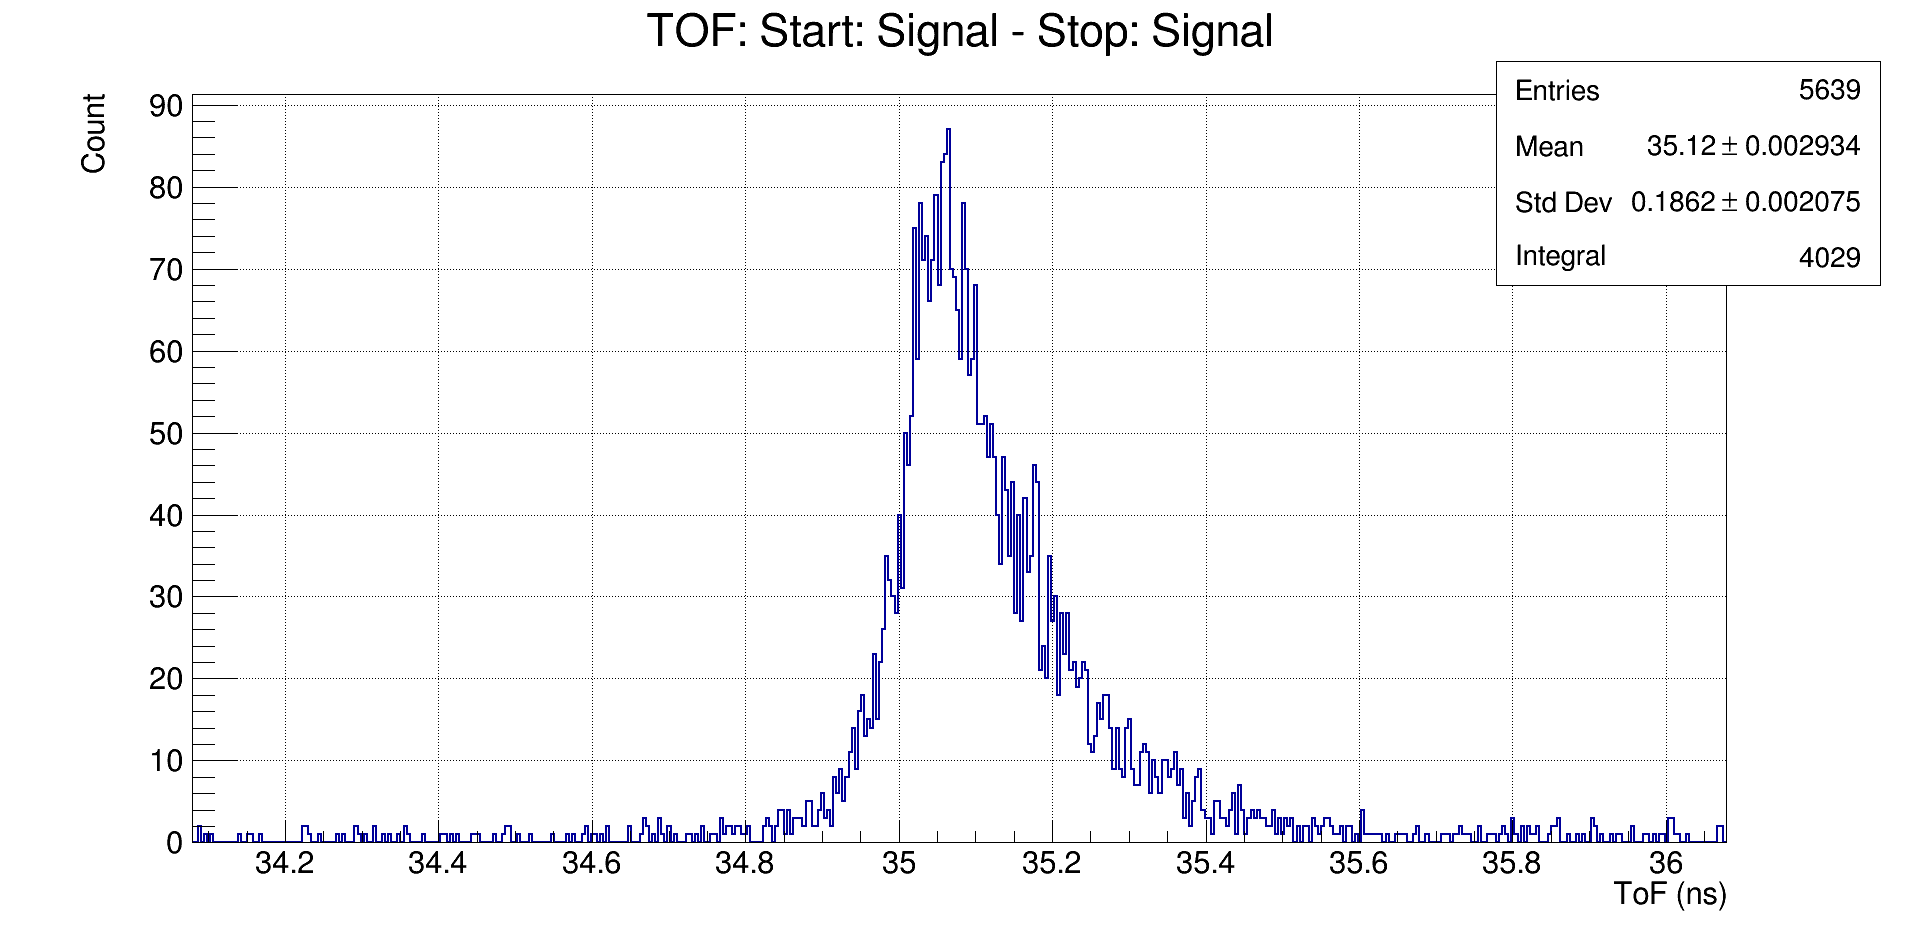 TOF: Start: Signal - Stop: Signal
Entries 5639
Mean 35.12 ± 0.002934
Std Dev 0.1862 ± 0.002075
Integral 4029
Count
90
80
70
60
50
40
30
20
10
0
34.2 34.4 34.6 34.8 35 35.2 35.4 35.6 35.8 36
ToF (ns)